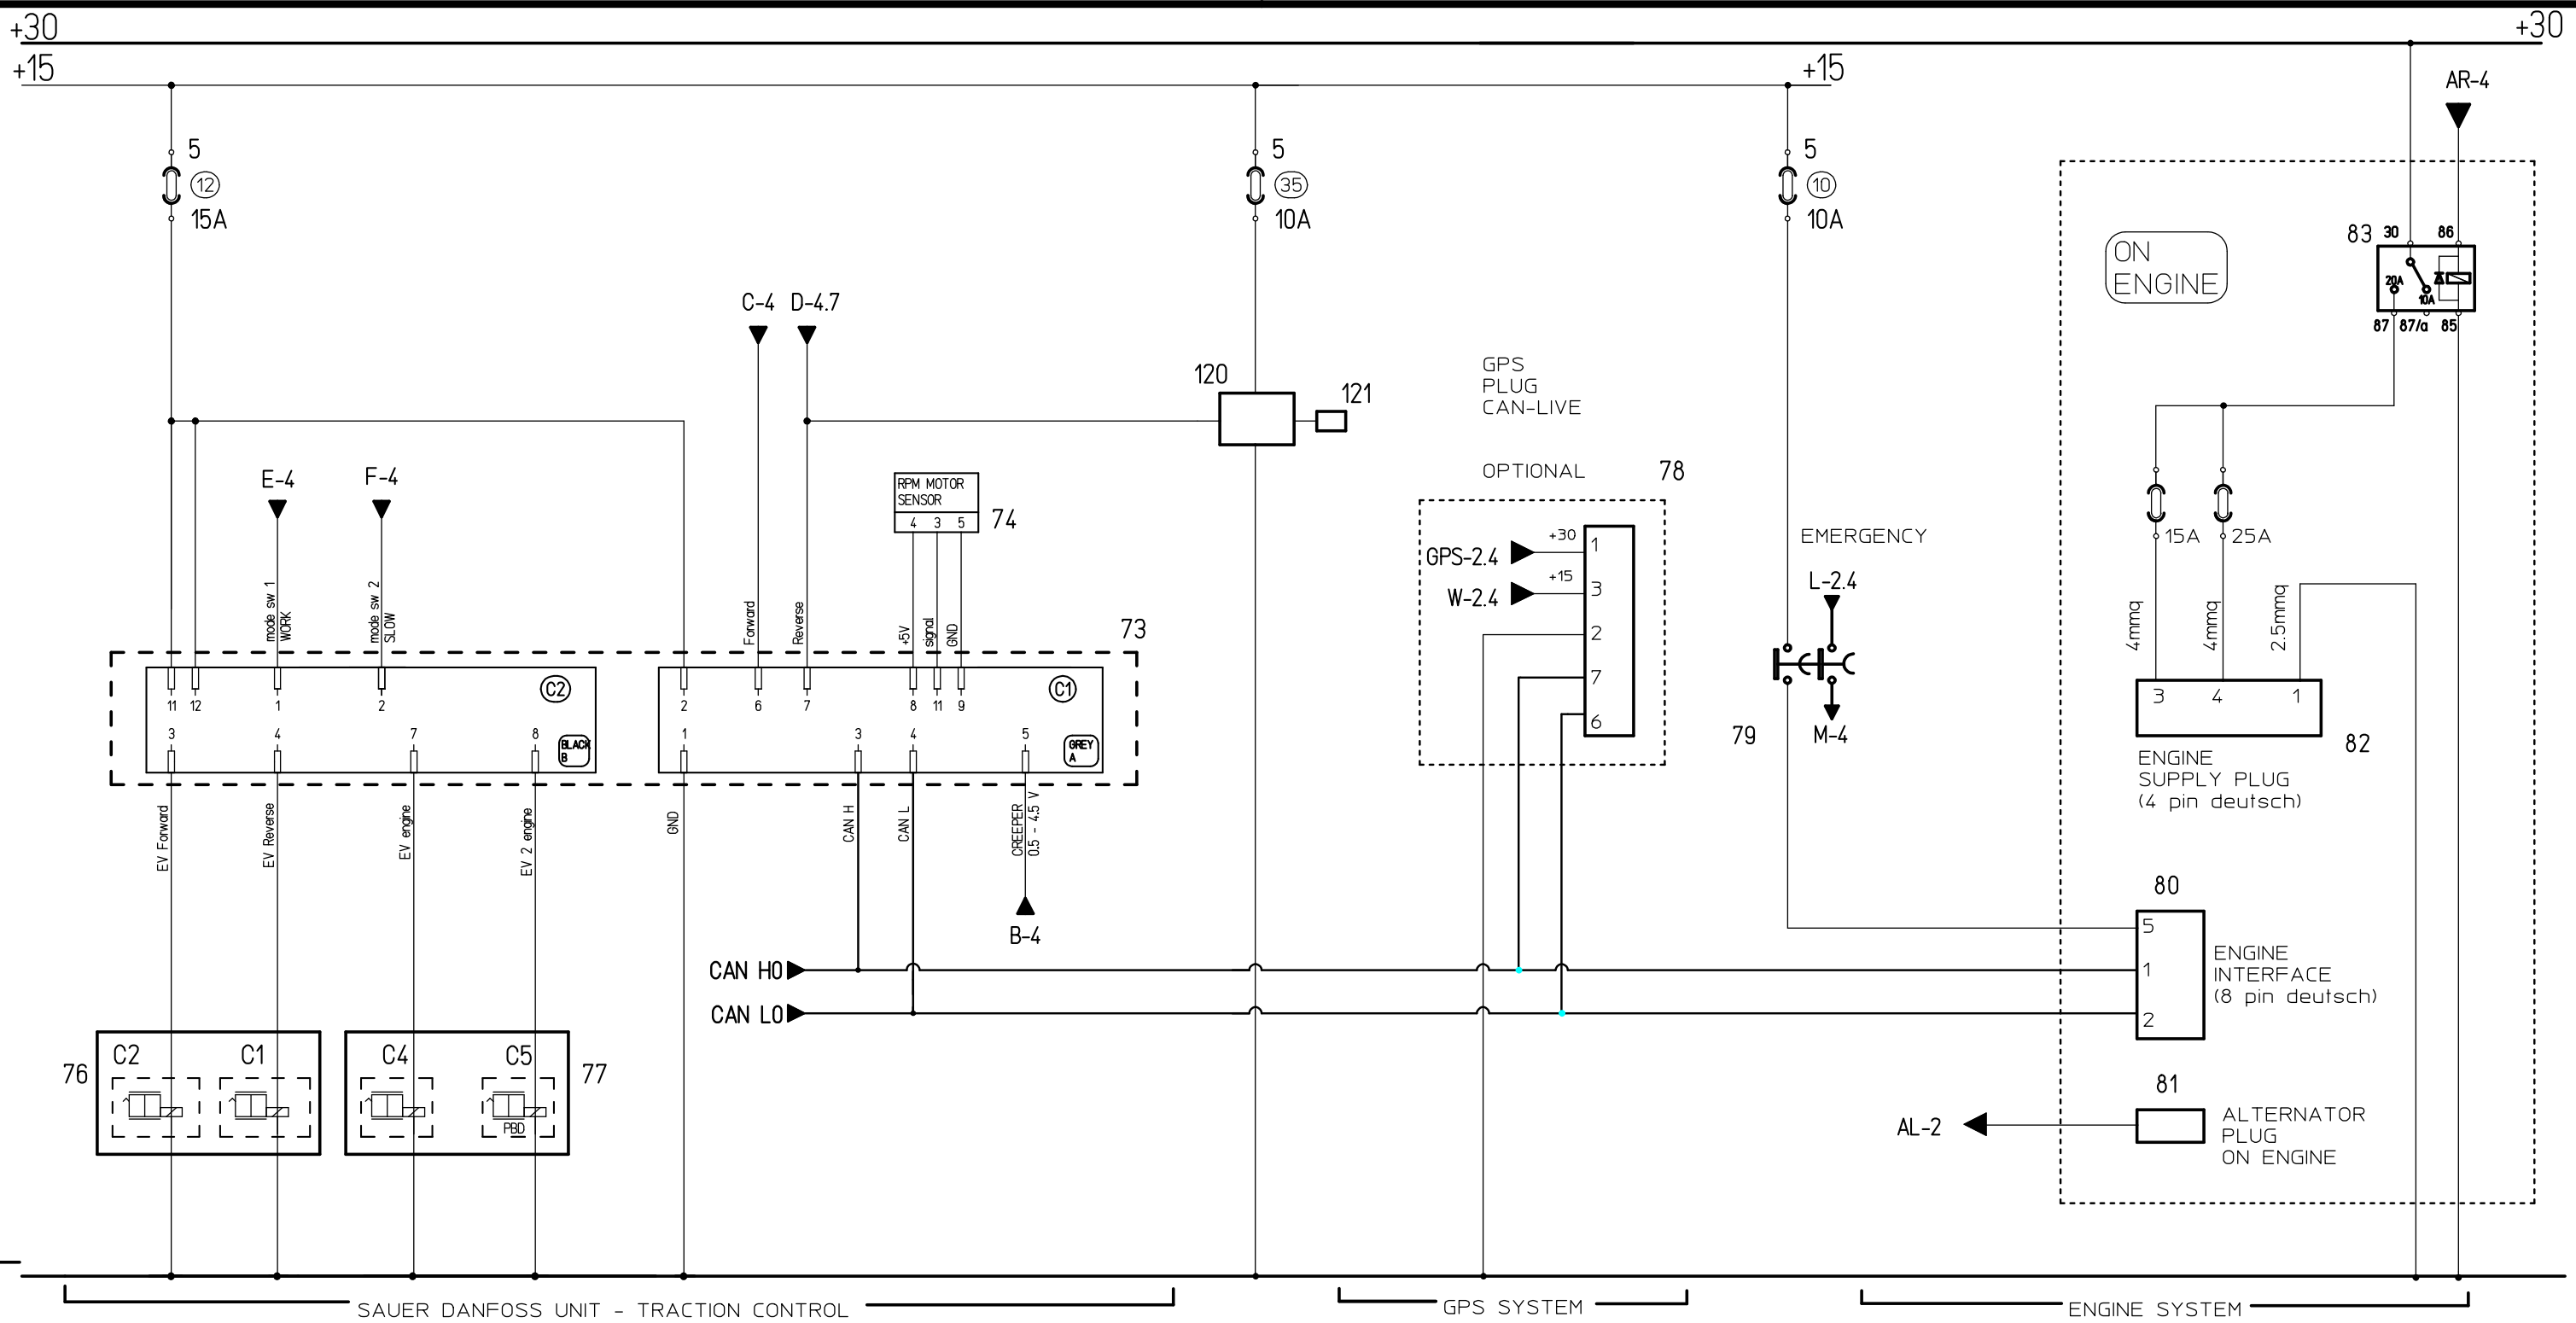 +30
+30
+15
+15
AR-4
5
12
15A
5
35
10A
5
10
10A
ON
ENGINE
83
30
86
20A
10A
87
87/a
85
C-4
D-4.7
120
121
GPS
PLUG
CAN-LIVE
OPTIONAL
78
E-4
F-4
RPM MOTOR
SENSOR
4 3 5
74
GPS-2.4
+30
1
W-2.4
+15
3
2
7
6
EMERGENCY
L-2.4
79
M-4
15A
25A
4mmq
4mmq
2.5mmq
3 4 1
82
ENGINE
SUPPLY PLUG
(4 pin deutsch)
mode sw 1
WORK
mode sw 2
SLOW
Forward
Reverse
+5V
signal
GND
73
C2
C1
11 12 1 2
2 6 7 8 11 9
3 4 7 8
BLACK
B
1 3 4 5
GREY
A
EV Forward
EV Reverse
EV engine
EV 2 engine
GND
CAN H
CAN L
CREEPER
0.5 - 4.5 V
B-4
80
5
1
2
ENGINE
INTERFACE
(8 pin deutsch)
CAN H0
CAN L0
76
C2
C1
C4
C5
PBD
77
81
AL-2
ALTERNATOR
PLUG
ON ENGINE
SAUER DANFOSS UNIT - TRACTION CONTROL
GPS SYSTEM
ENGINE SYSTEM